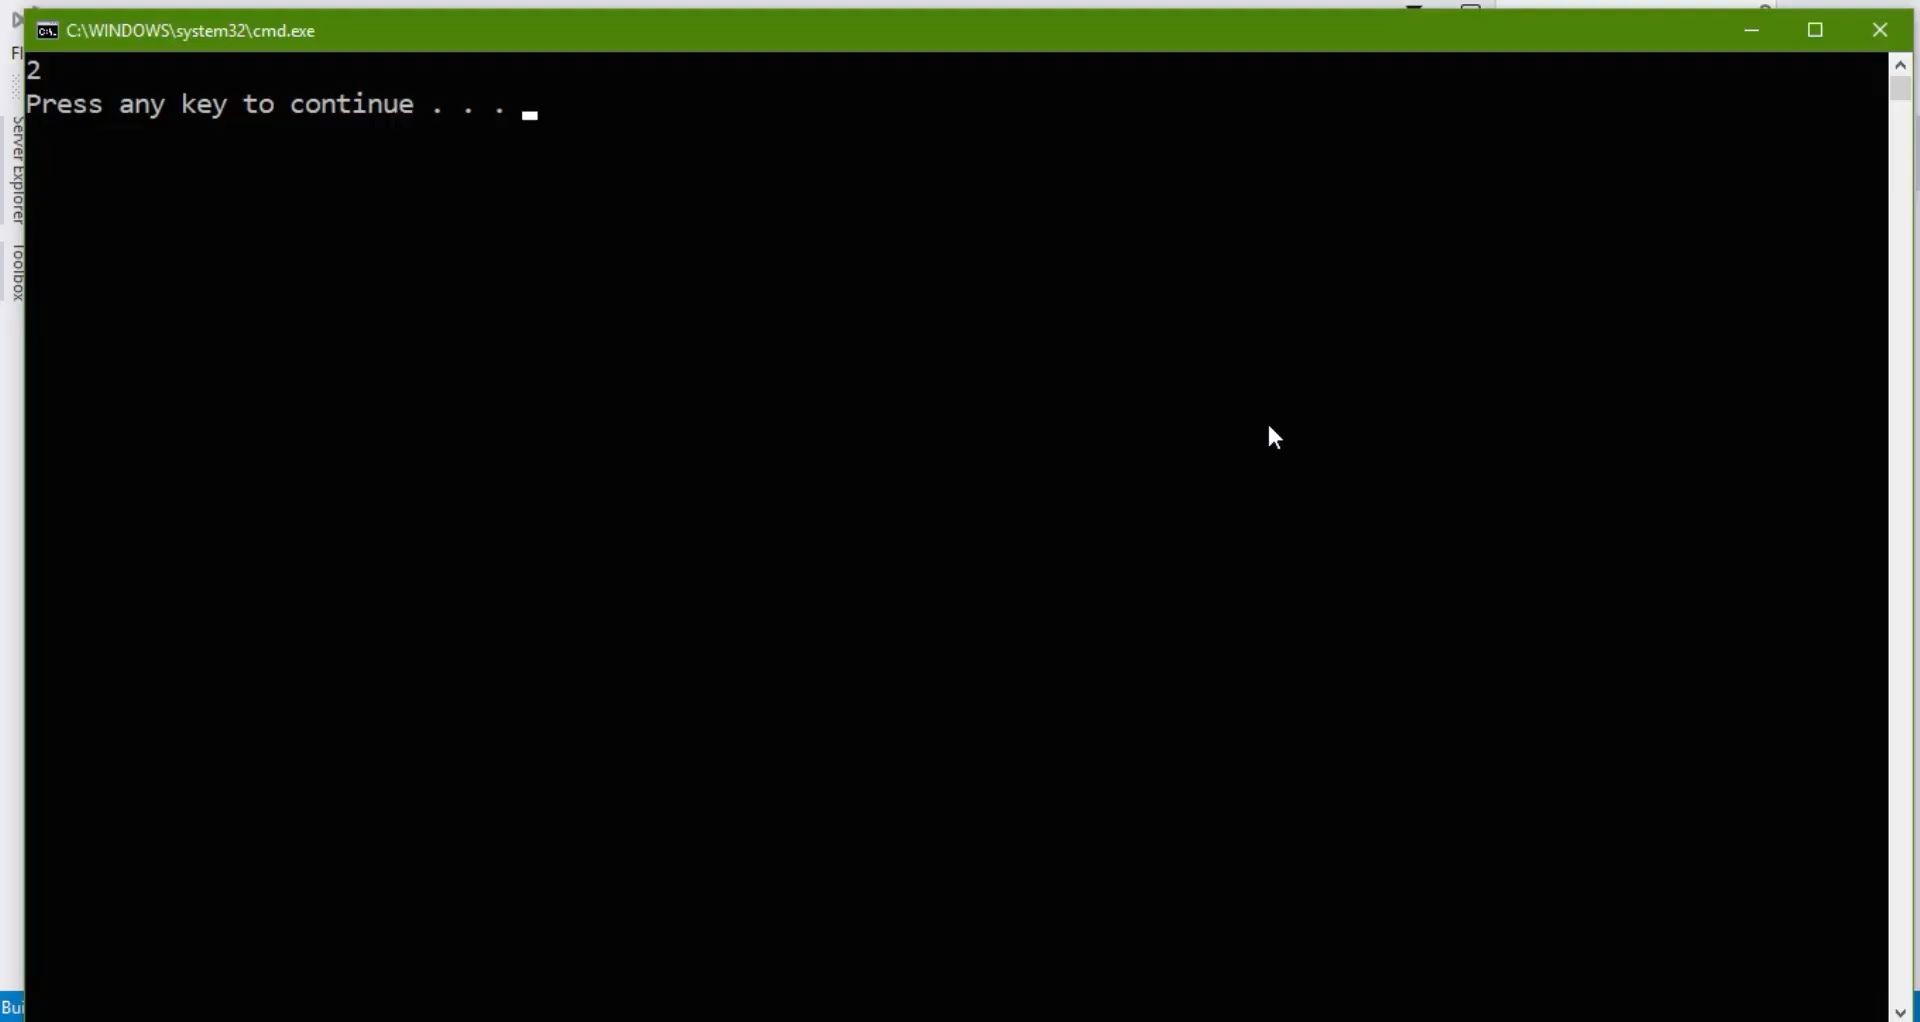 C:\WINDOWS\system32\cmd.exe
2
Press any key to continue . . .
Server Explorer
Toolbox